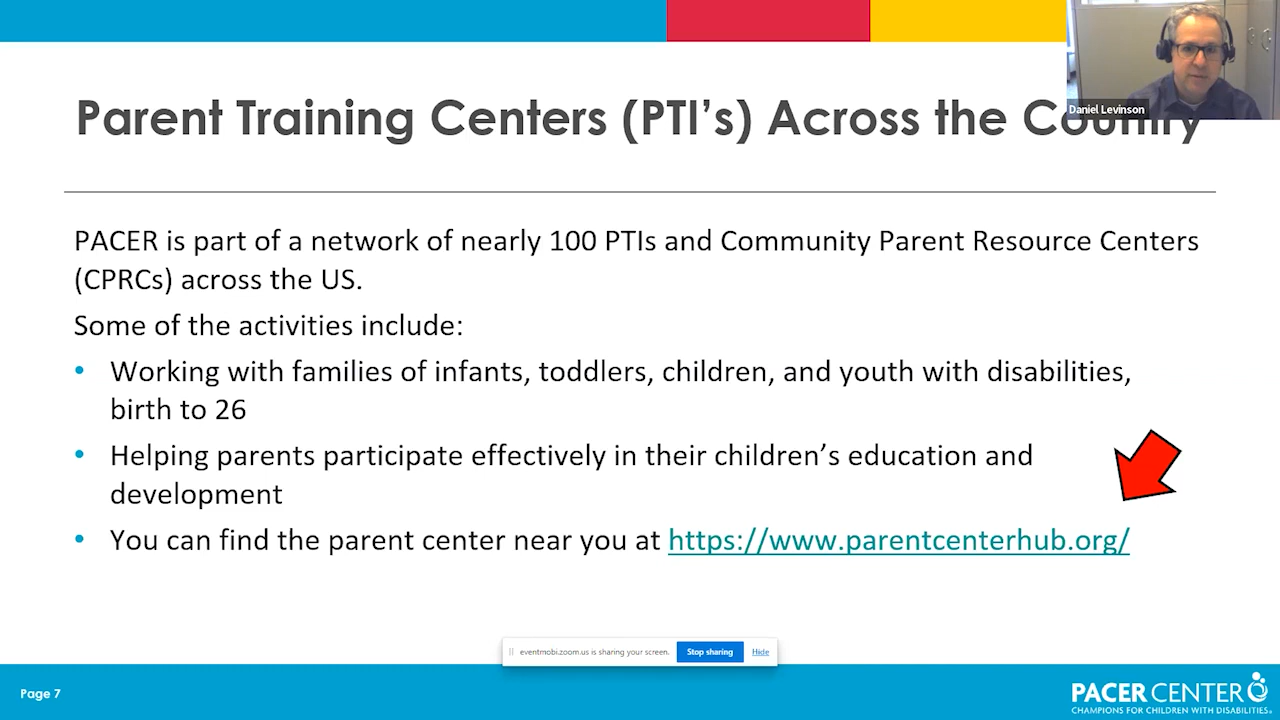 Daniel Levinson
Parent Training Centers (PTI's) Across the Country
PACER is part of a network of nearly 100 PTIs and Community Parent Resource Centers
(CPRCs) across the US.
Some of the activities include:
• Working with families of infants, toddlers, children, and youth with disabilities,
birth to 26
• Helping parents participate effectively in their children’s education and
development
• You can find the parent center near you at https://www.parentcenterhub.org/
eventmobi.zoom.us is sharing your screen. Stop sharing Hide
Page 7
PACER CENTER
CHAMPIONS FOR CHILDREN WITH DISABILITIES®